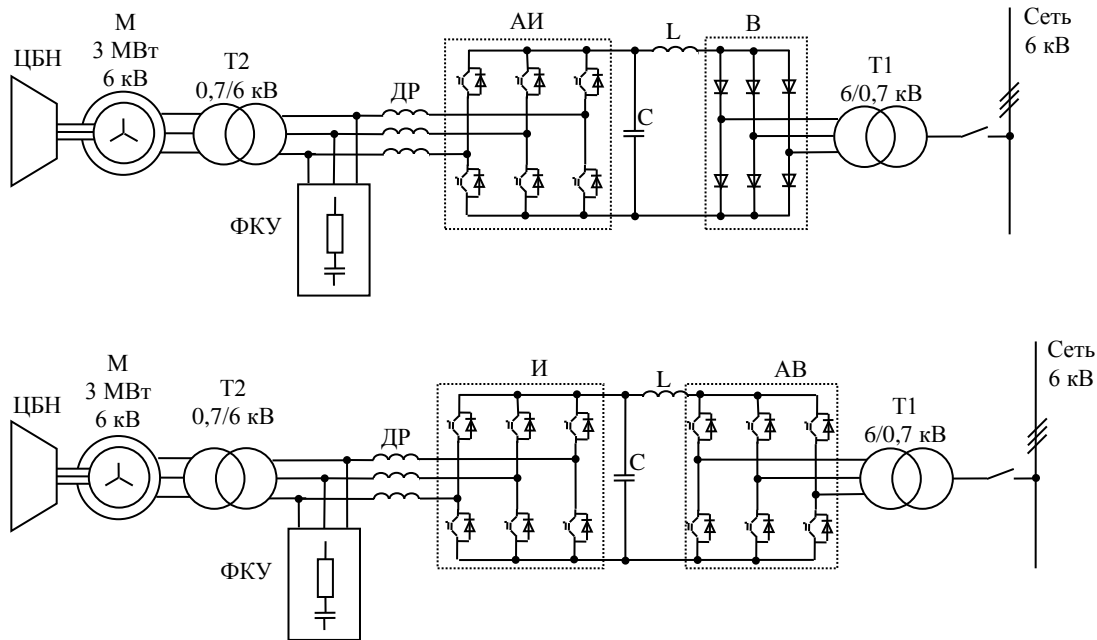 ЦБН
М
3 МВт
6 кВ
Т2
0,7/6 кВ
ДР
ФКУ
АИ
C
L
В
Т1
6/0,7 кВ
Сеть
6 кВ
ЦБН
М
3 МВт
6 кВ
Т2
0,7/6 кВ
ДР
ФКУ
И
C
L
АВ
Т1
6/0,7 кВ
Сеть
6 кВ